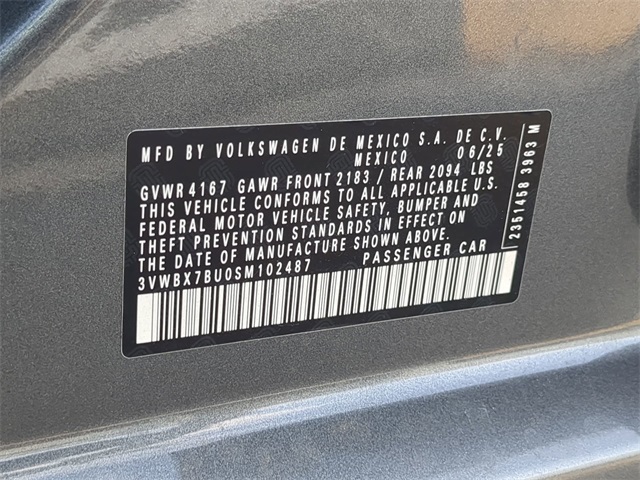 MFD BY VOLKSWAGEN DE MEXICO S.A. DE C.V.
MEXICO 06/25
GVWR 4167 GAWR FRONT 2183 / REAR 2094 LBS
THIS VEHICLE CONFORMS TO ALL APPLICABLE U.S.
FEDERAL MOTOR VEHICLE SAFETY, BUMPER AND
THEFT PREVENTION STANDARDS IN EFFECT ON
THE DATE OF MANUFACTURE SHOWN ABOVE.
3VWBX7BU0SM102487 PASSENGER CAR
2351458 3963 M